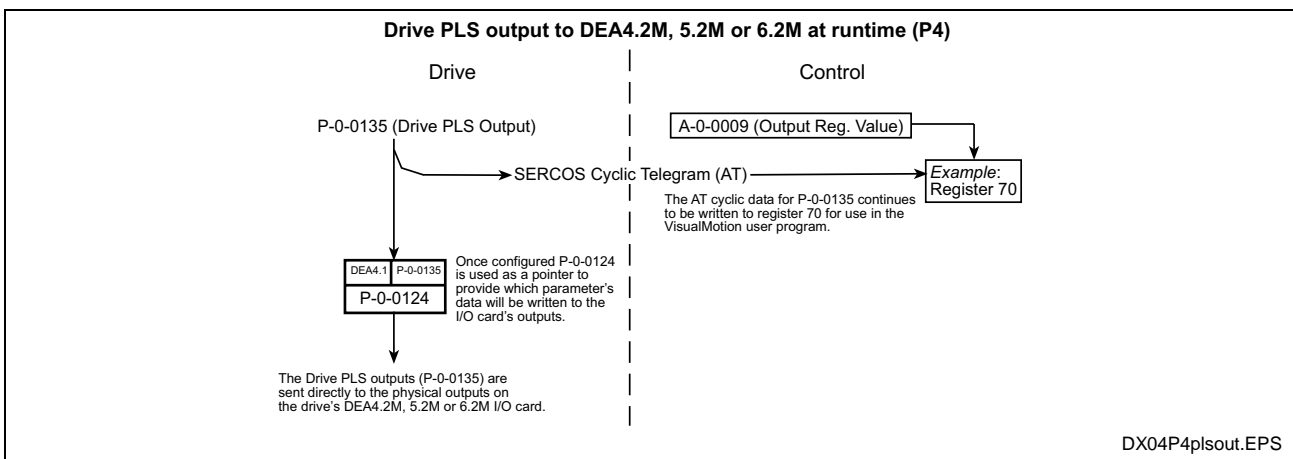 Drive PLS output to DEA4.2M, 5.2M or 6.2M at runtime (P4)
Drive
Control
P-0-0135 (Drive PLS Output)
A-0-0009 (Output Reg. Value)
SERCOS Cyclic Telegram (AT)
Example:
Register 70
The AT cyclic data for P-0-0135 continues
to be written to register 70 for use in the
VisualMotion user program.
DEA4.1
P-0-0135
P-0-0124
Once configured P-0-0124
is used as a pointer to
provide which parameter's
data will be written to the
I/O card's outputs.
The Drive PLS outputs (P-0-0135) are
sent directly to the physical outputs on
the drive's DEA4.2M, 5.2M or 6.2M I/O card.
DX04P4plsout.EPS